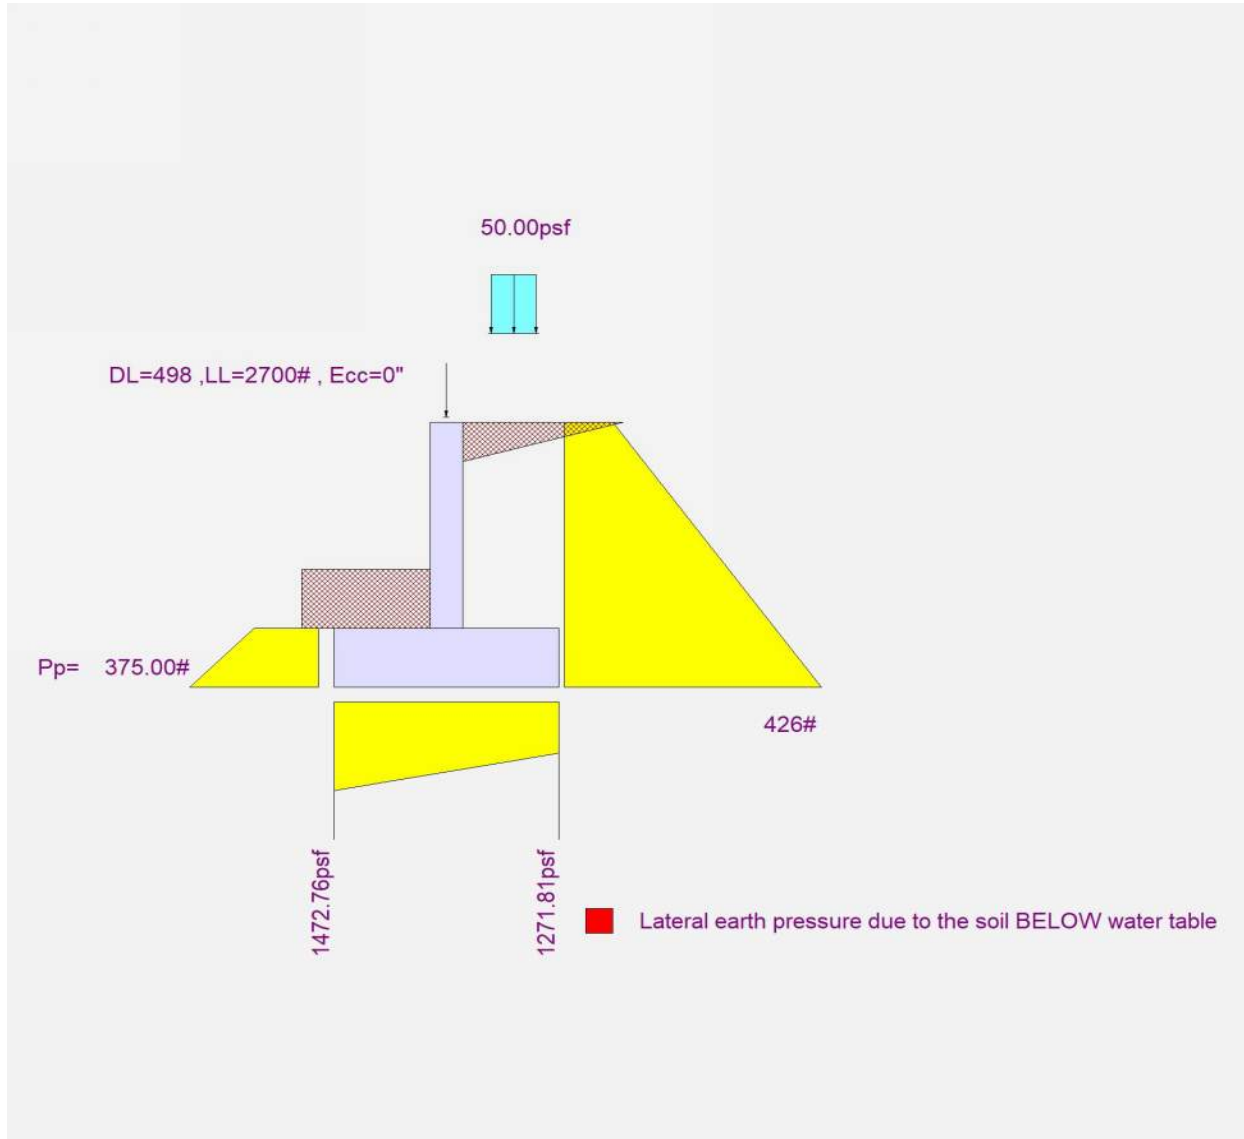 50.00psf
DL=498 ,LL=2700# , Ecc=0"
Pp=    375.00#
426#
1472.76psf
1271.81psf
Lateral earth pressure due to the soil BELOW water table